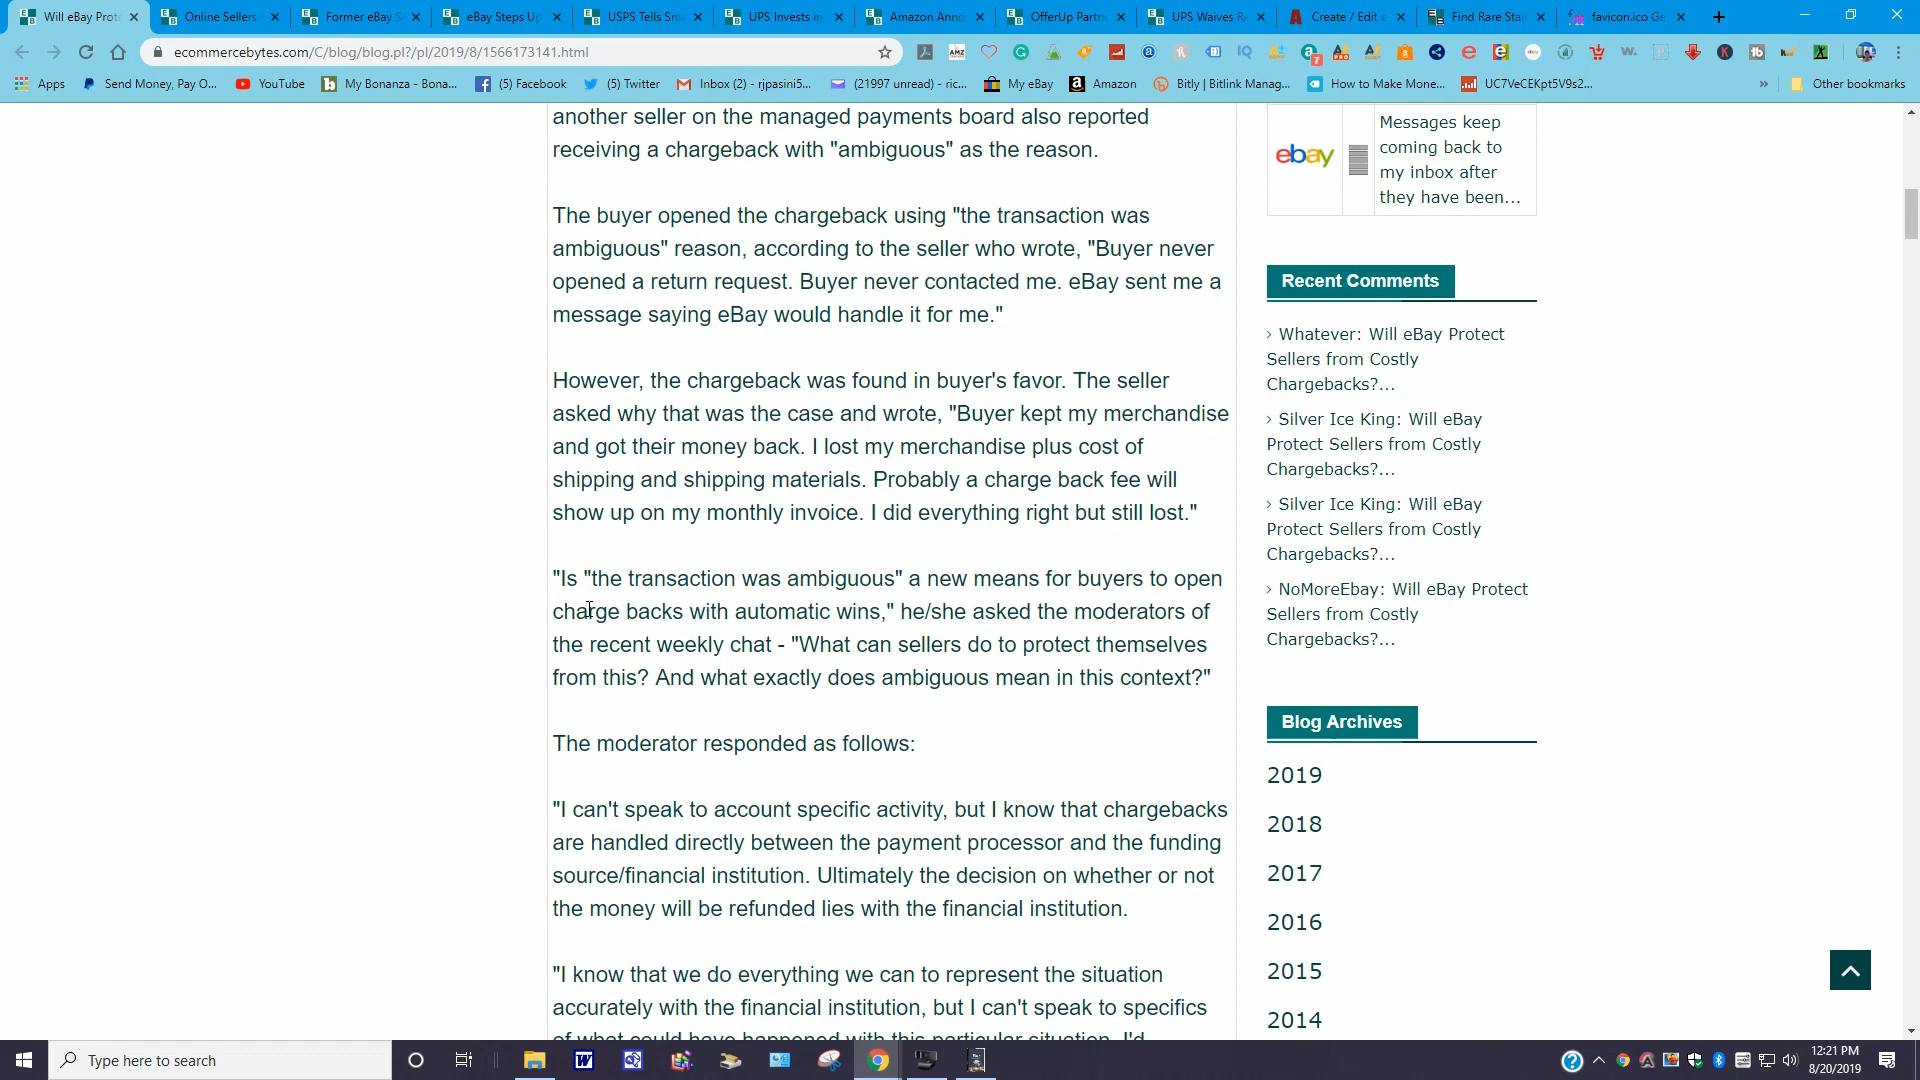 Will eBay Prot
Online Sellers
Former eBay S
eBay Steps Up
USPS Tells Sma
UPS Invests in
Amazon Anno
OfferUp Partn
UPS Waives R
Create / Edit e
Find Rare Star
favicon.ico Ge
ecommercebytes.com/C/blog/blog.pl?/pl/2019/8/1566173141.html
Apps
Send Money, Pay O...
YouTube
My Bonanza - Bona...
(5) Facebook
(5) Twitter
Inbox (2) - rjpasini5...
(21997 unread) - ric...
My eBay
Amazon
Bitly | Bitlink Manag...
How to Make Mone...
UC7VeCEKpt5V9s2...
»
Other bookmarks
another seller on the managed payments board also reported
receiving a chargeback with "ambiguous" as the reason.
The buyer opened the chargeback using "the transaction was
ambiguous" reason, according to the seller who wrote, "Buyer never
opened a return request. Buyer never contacted me. eBay sent me a
message saying eBay would handle it for me."
However, the chargeback was found in buyer's favor. The seller
asked why that was the case and wrote, "Buyer kept my merchandise
and got their money back. I lost my merchandise plus cost of
shipping and shipping materials. Probably a charge back fee will
show up on my monthly invoice. I did everything right but still lost."
"Is "the transaction was ambiguous" a new means for buyers to open
charge backs with automatic wins," he/she asked the moderators of
the recent weekly chat - "What can sellers do to protect themselves
from this? And what exactly does ambiguous mean in this context?"
The moderator responded as follows:
"I can't speak to account specific activity, but I know that chargebacks
are handled directly between the payment processor and the funding
source/financial institution. Ultimately the decision on whether or not
the money will be refunded lies with the financial institution.
"I know that we do everything we can to represent the situation
accurately with the financial institution, but I can't speak to specifics
of what could have happened with this particular situation. I'd
ebay
Messages keep
coming back to
my inbox after
they have been...
Recent Comments
› Whatever: Will eBay Protect
Sellers from Costly
Chargebacks?...
› Silver Ice King: Will eBay
Protect Sellers from Costly
Chargebacks?...
› Silver Ice King: Will eBay
Protect Sellers from Costly
Chargebacks?...
› NoMoreEbay: Will eBay Protect
Sellers from Costly
Chargebacks?...
Blog Archives
2019
2018
2017
2016
2015
2014
Type here to search
12:21 PM
8/20/2019